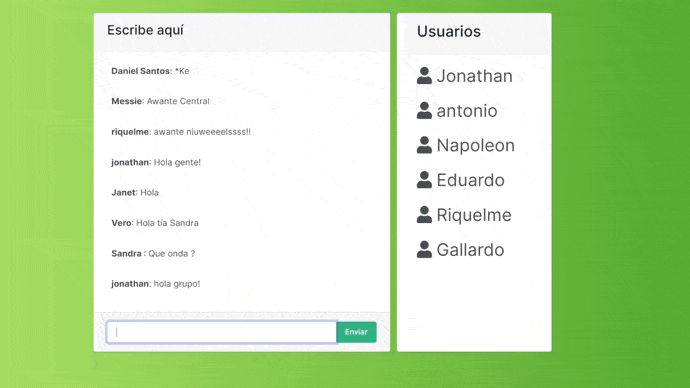 Escribe aquí
Daniel Santos: *Ke
Messie: Awante Central
riquelme: awante niuweeeelssss!!
jonathan: Hola gente!
Janet: Hola
Vero: Hola tía Sandra
Sandra : Que onda ?
jonathan: hola grupo!
Enviar
Usuarios
Jonathan
antonio
Napoleon
Eduardo
Riquelme
Gallardo